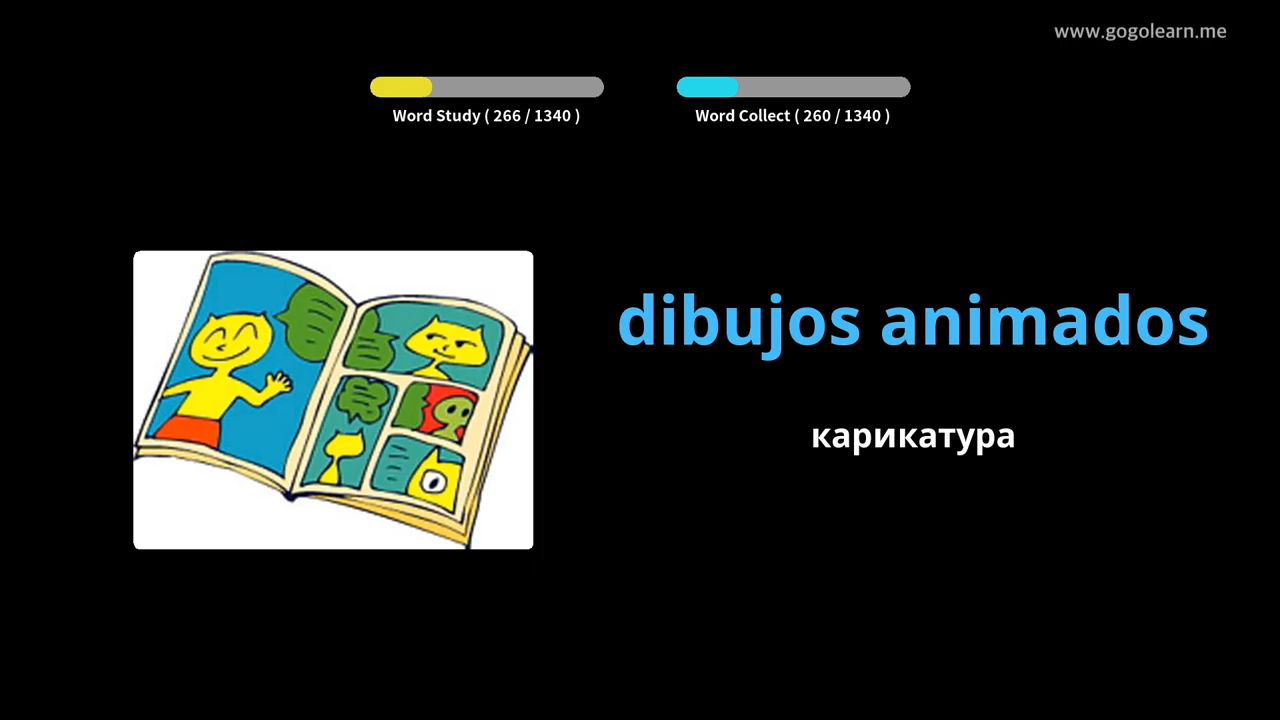 www.gogolearn.me
Word Study ( 266 / 1340 )
Word Collect ( 260 / 1340 )
dibujos animados
карикатура